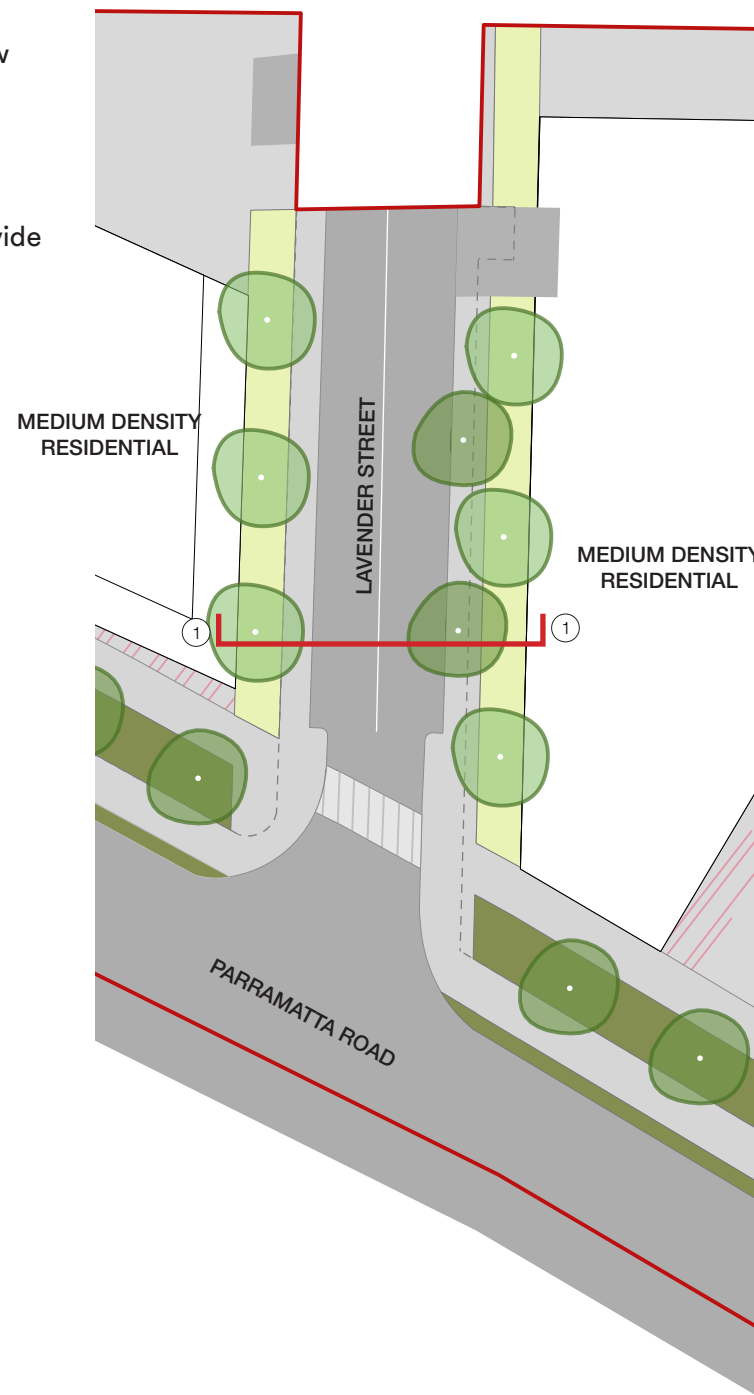 MEDIUM DENSITY
RESIDENTIAL
LAVENDER STREET
MEDIUM DENSITY
RESIDENTIAL
1
1
PARRAMATTA ROAD